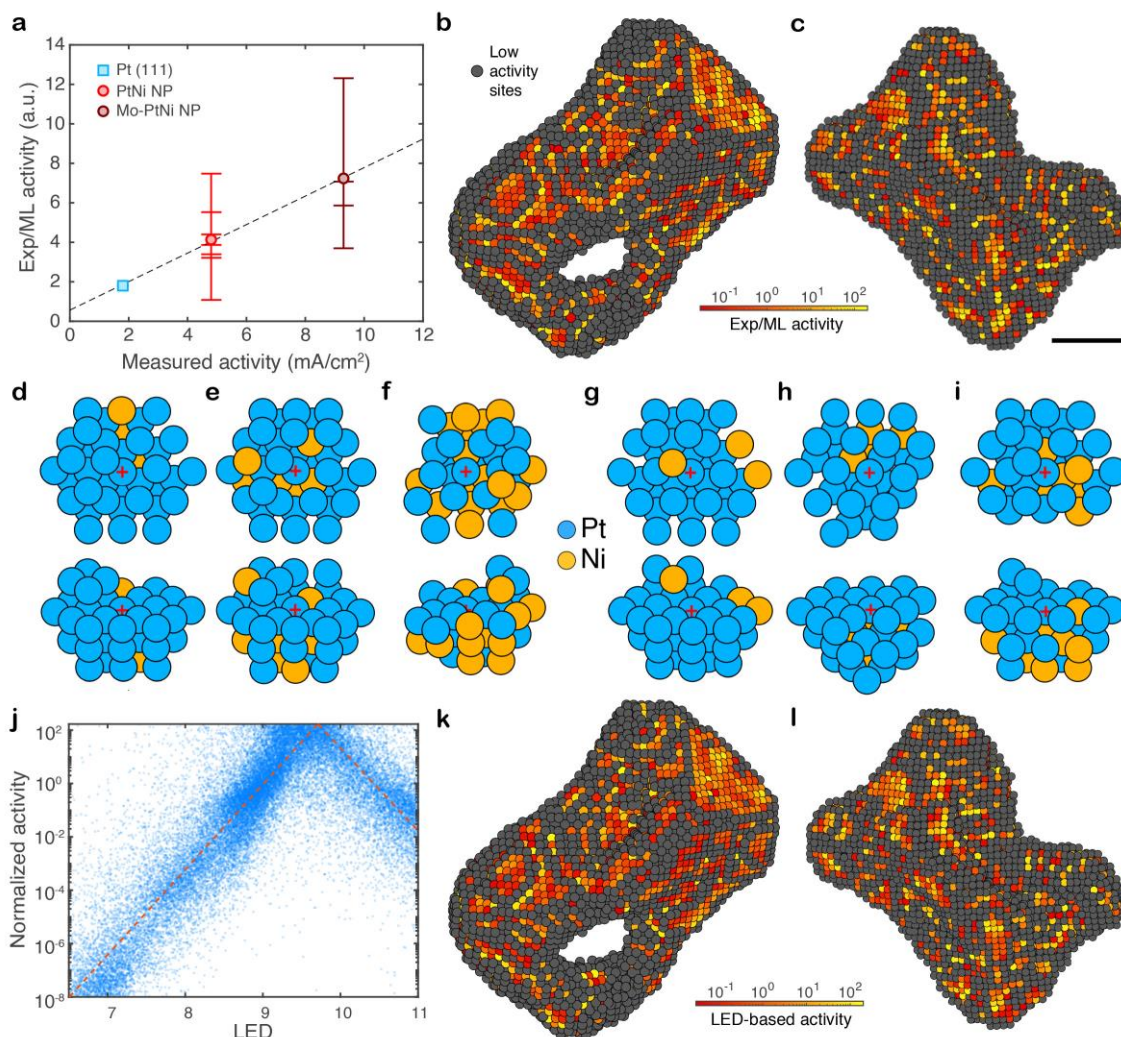 a
14
12
10
8
6
4
2
0
Exp/ML activity (a.u.)
Pt (111)
PtNi NP
Mo-PtNi NP
0 2 4 6 8 10 12
Measured activity (mA/cm²)
b
Low
activity
sites
c
10⁻¹ 10⁰ 10¹ 10²
Exp/ML activity
d
e
f
g
h
i
Pt
Ni
j
10²
10⁰
10⁻²
10⁻⁴
10⁻⁶
10⁻⁸
Normalized activity
7 8 9 10 11
LED
k
l
10⁻¹ 10⁰ 10¹ 10²
LED-based activity